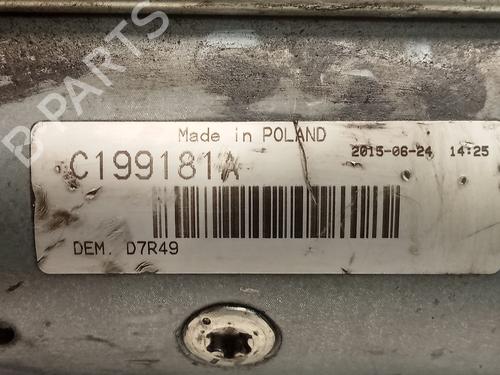 B-PARTS
Made in POLAND
2015-06-24 14:25
C199181A
DEM. D7R49